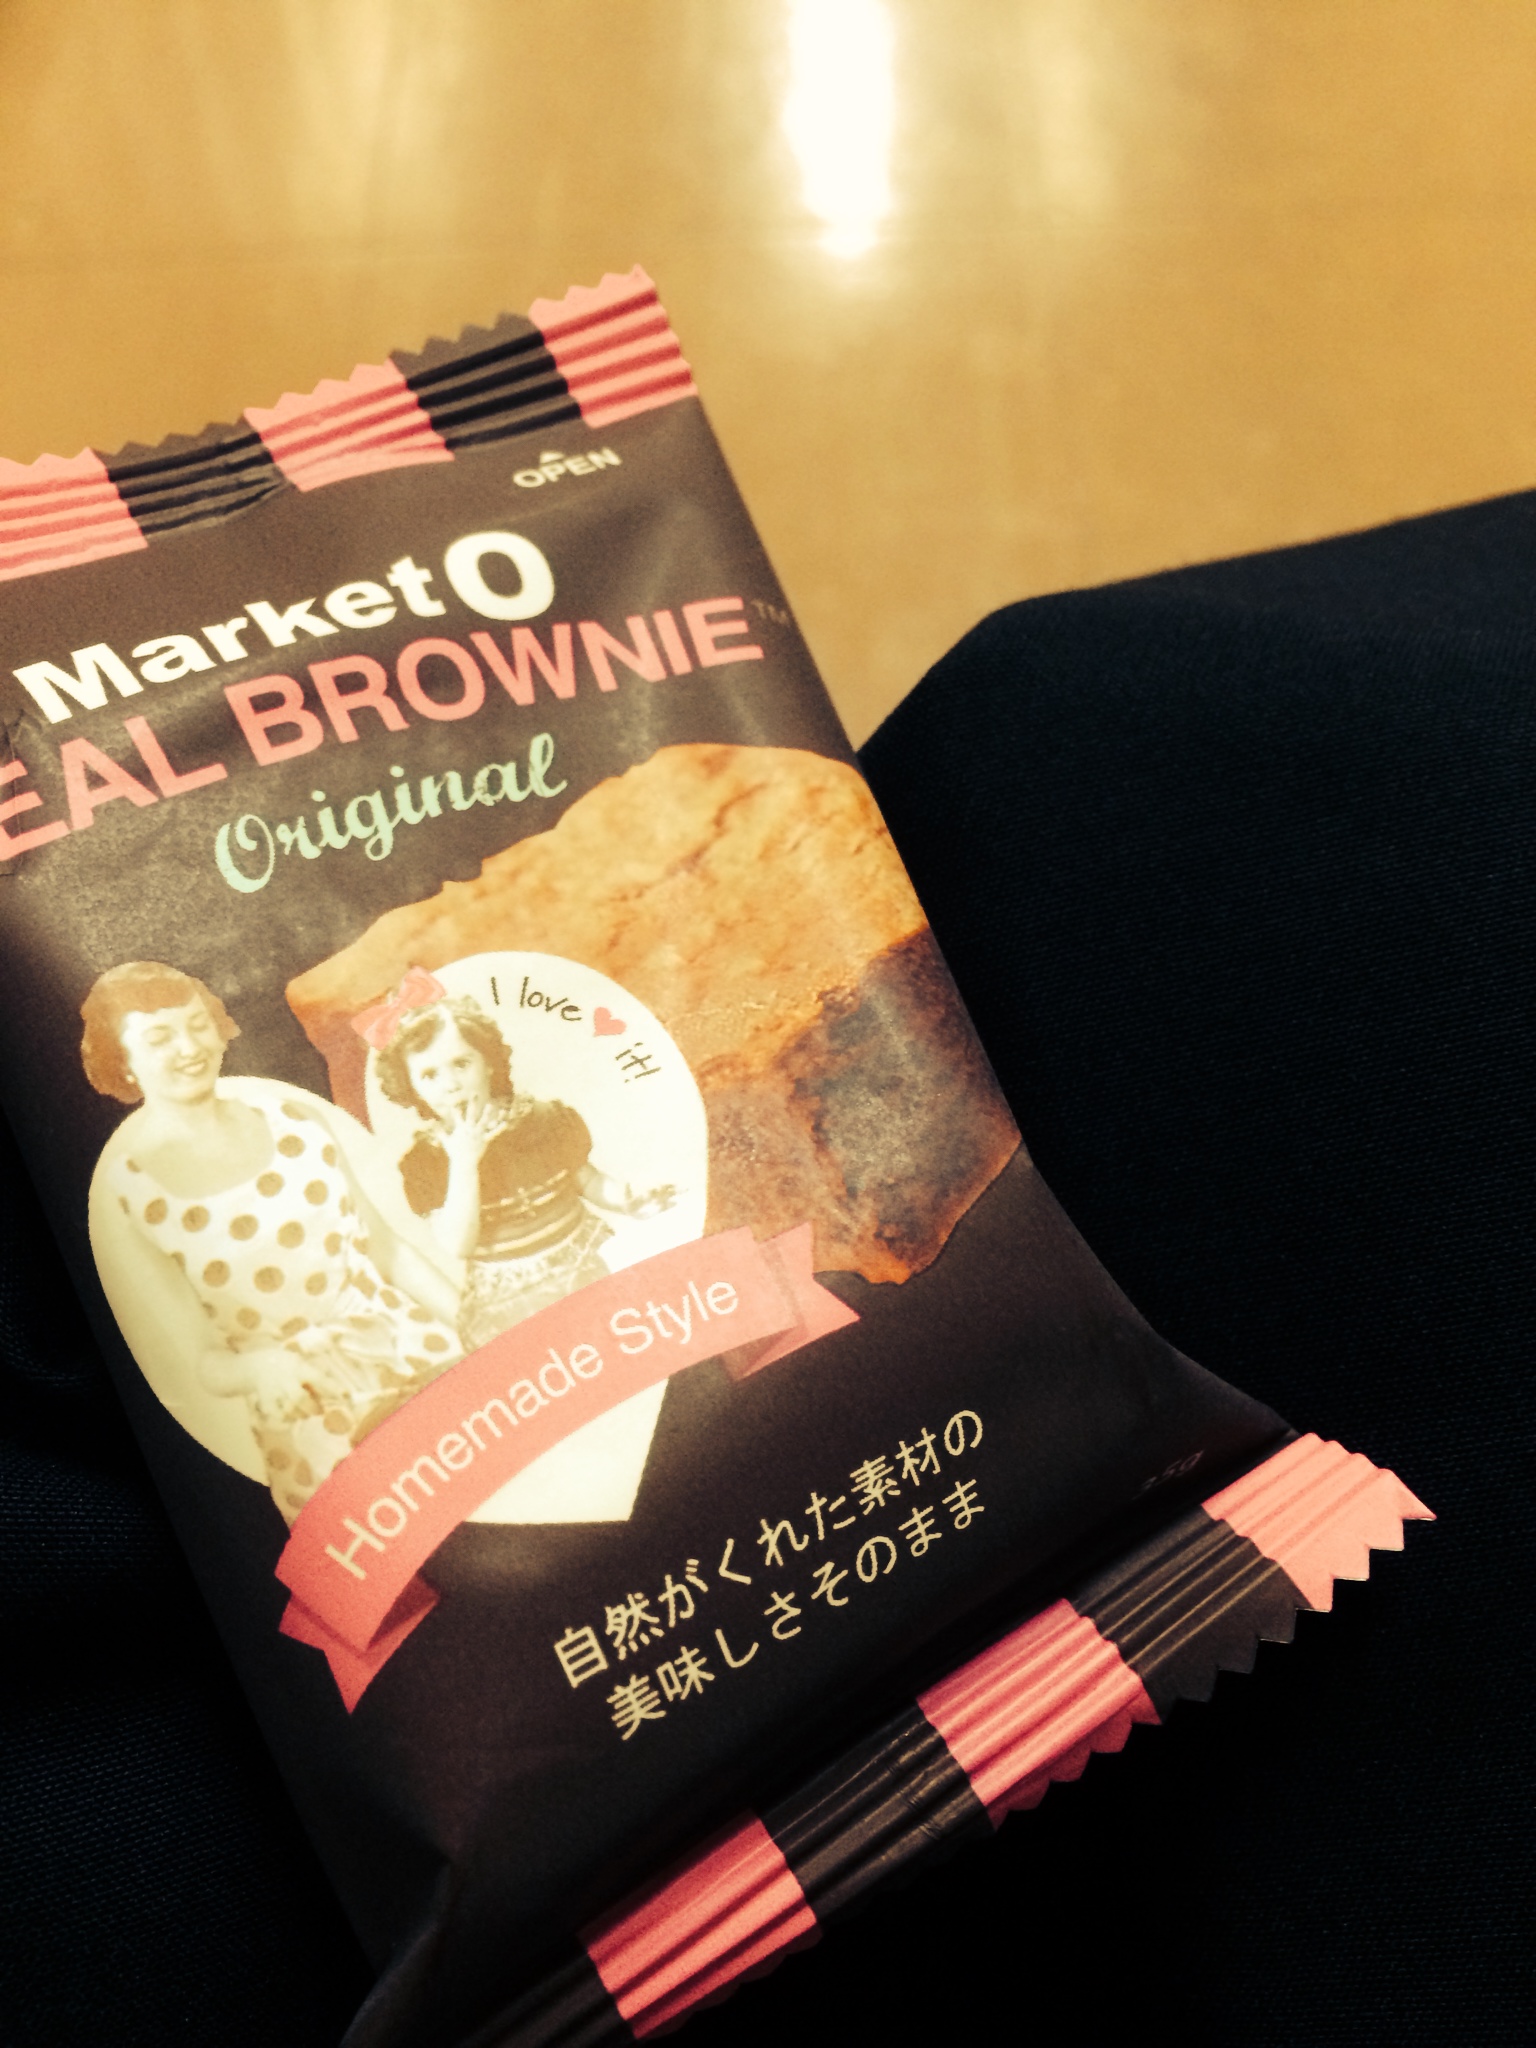 OPEN
Market O
EAL BROWNIE™
Original
I love
Homemade Style
自然がくれた素材の
美味しさそのまま